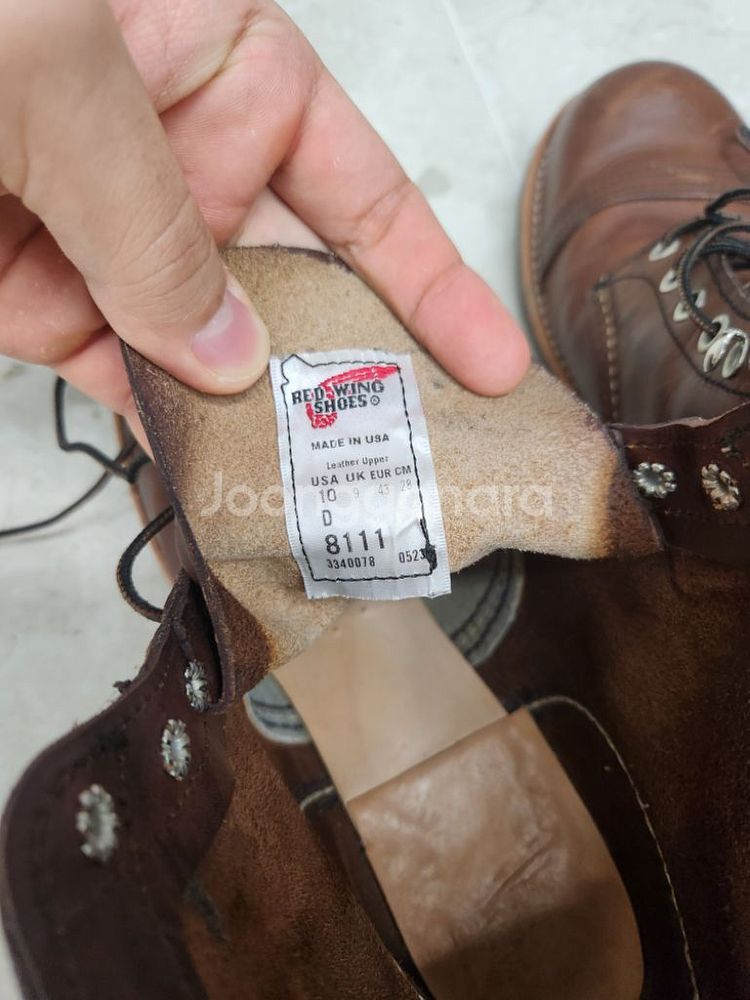 RED WING
SHOES®
MADE IN USA
Leather Upper
USA UK EUR CM
10 9 43 28
D
8111
3340078 0523
Joonggonara